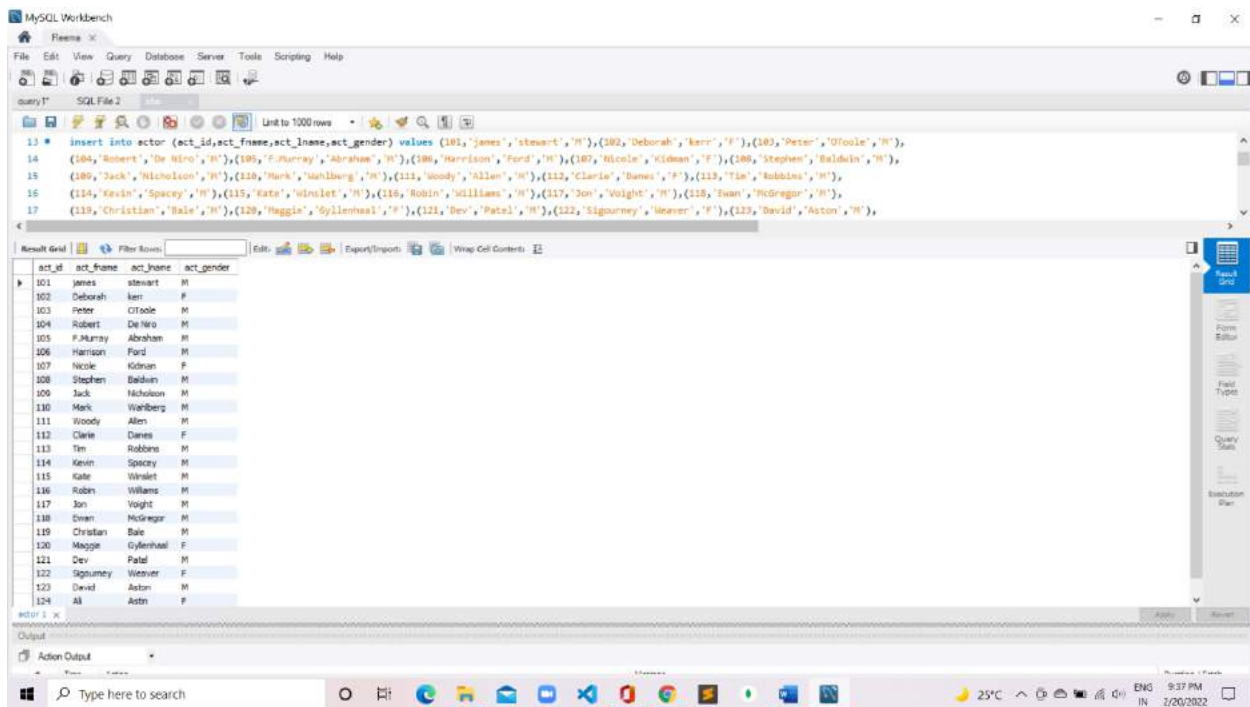 MySQL Workbench
Reema
File Edit View Query Database Server Tools Scripting Help
query1* SQL File 2
Limit to 1000 rows
13 insert into actor (act_id,act_fname,act_lname,act_gender) values (101,'james','stewart','M'),(102,'Deborah','kerr','F'),(103,'Peter','OToole','M'),
14 (104,'Robert','De Niro','M'),(105,'F.Murray','Abraham','M'),(106,'Harrison','Ford','M'),(107,'Nicole','Kidman','F'),(108,'Stephen','Baldwin','M'),
15 (109,'Jack','Nicholson','M'),(110,'Mark','Wahlberg','M'),(111,'Woody','Allen','M'),(112,'Clarie','Danes','F'),(113,'Tim','Robbins','M'),
16 (114,'Kevin','Spacey','M'),(115,'Kate','Winslet','M'),(116,'Robin','Williams','M'),(117,'Jon','Voight','M'),(118,'Ewan','McGregor','M'),
17 (119,'Christian','Bale','M'),(120,'Maggie','Gyllenhaal','F'),(121,'Dev','Patel','M'),(122,'Sigourney','Weaver','F'),(123,'David','Aston','M'),
Result Grid Filter Rows: Edit: Export/Import: Wrap Cell Content:
act_id act_fname act_lname act_gender
101 james stewart M
102 Deborah kerr F
103 Peter OToole M
104 Robert De Niro M
105 F.Murray Abraham M
106 Harrison Ford M
107 Nicole Kidman F
108 Stephen Baldwin M
109 Jack Nicholson M
110 Mark Wahlberg M
111 Woody Allen M
112 Clarie Danes F
113 Tim Robbins M
114 Kevin Spacey M
115 Kate Winslet M
116 Robin Williams M
117 Jon Voight M
118 Ewan McGregor M
119 Christian Bale M
120 Maggie Gyllenhaal F
121 Dev Patel M
122 Sigourney Weaver F
123 David Aston M
124 Ali Astin F
Result Grid
Form Editor
Field Types
Query Stats
Execution Plan
actor 1 Apply Revert
Output
Action Output
Type here to search 25°C ENG 9:37 PM
IN 2/20/2022